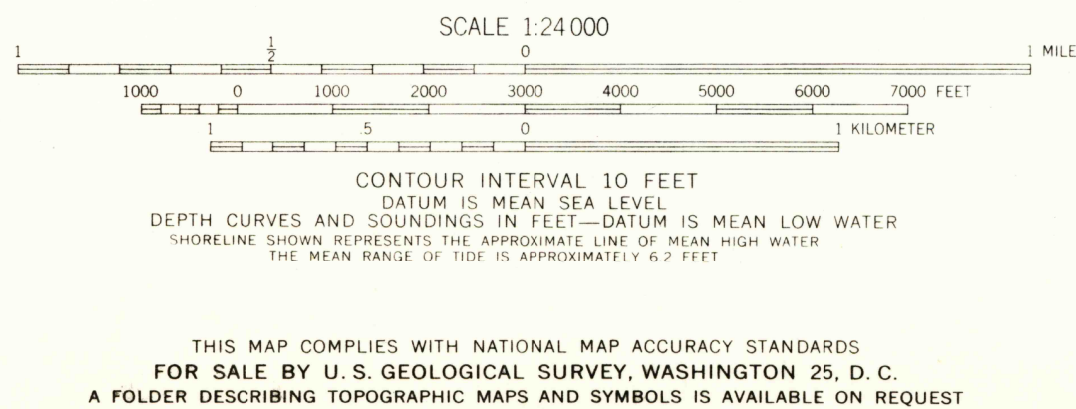 SCALE 1:24 000
1 ½ 0 1 MILE
1000 0 1000 2000 3000 4000 5000 6000 7000 FEET
1 .5 0 1 KILOMETER
CONTOUR INTERVAL 10 FEET
DATUM IS MEAN SEA LEVEL
DEPTH CURVES AND SOUNDINGS IN FEET—DATUM IS MEAN LOW WATER
SHORELINE SHOWN REPRESENTS THE APPROXIMATE LINE OF MEAN HIGH WATER
THE MEAN RANGE OF TIDE IS APPROXIMATELY 6.2 FEET
THIS MAP COMPLIES WITH NATIONAL MAP ACCURACY STANDARDS
FOR SALE BY U. S. GEOLOGICAL SURVEY, WASHINGTON 25, D. C.
A FOLDER DESCRIBING TOPOGRAPHIC MAPS AND SYMBOLS IS AVAILABLE ON REQUEST